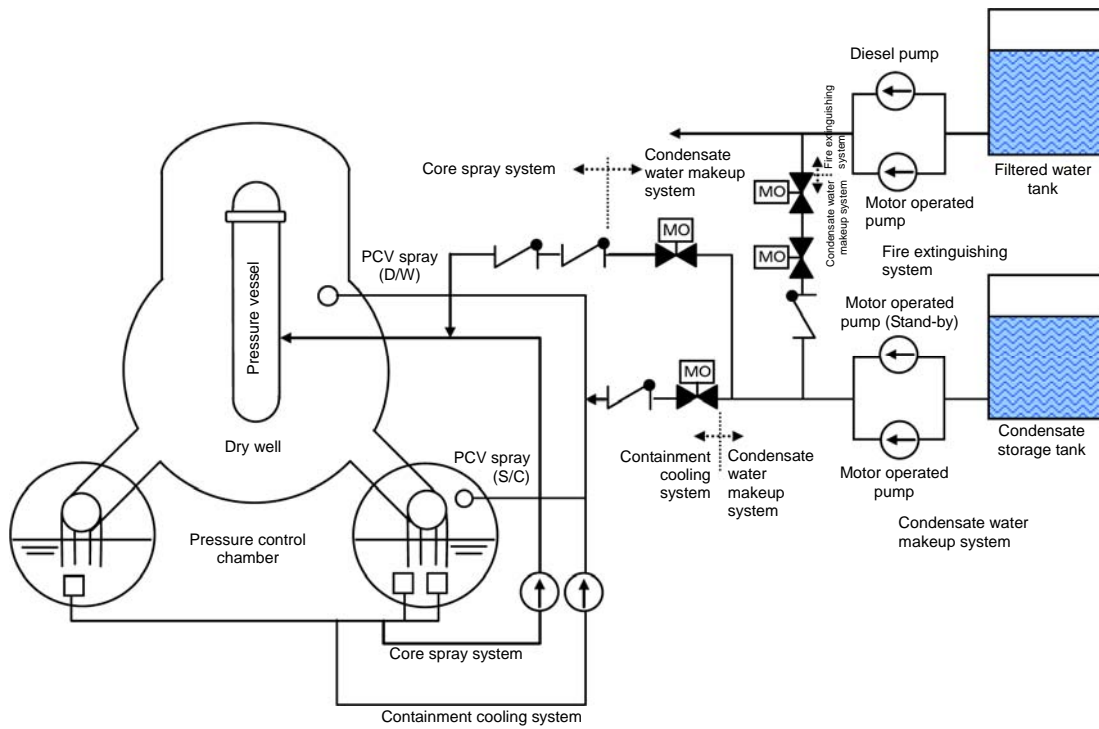 Diesel pump
Fire extinguishing
system
Condensate water
makeup system
Filtered water
tank
Motor operated
pump
Fire extinguishing
system
Core spray system
Condensate
water makeup
system
MO
MO
MO
PCV spray
(D/W)
Pressure vessel
Motor operated
pump (Stand-by)
MO
Dry well
PCV spray
(S/C)
Containment
cooling
system
Condensate
water
makeup
system
Condensate
storage tank
Motor operated
pump
Condensate water
makeup system
Pressure control
chamber
Core spray system
Containment cooling system